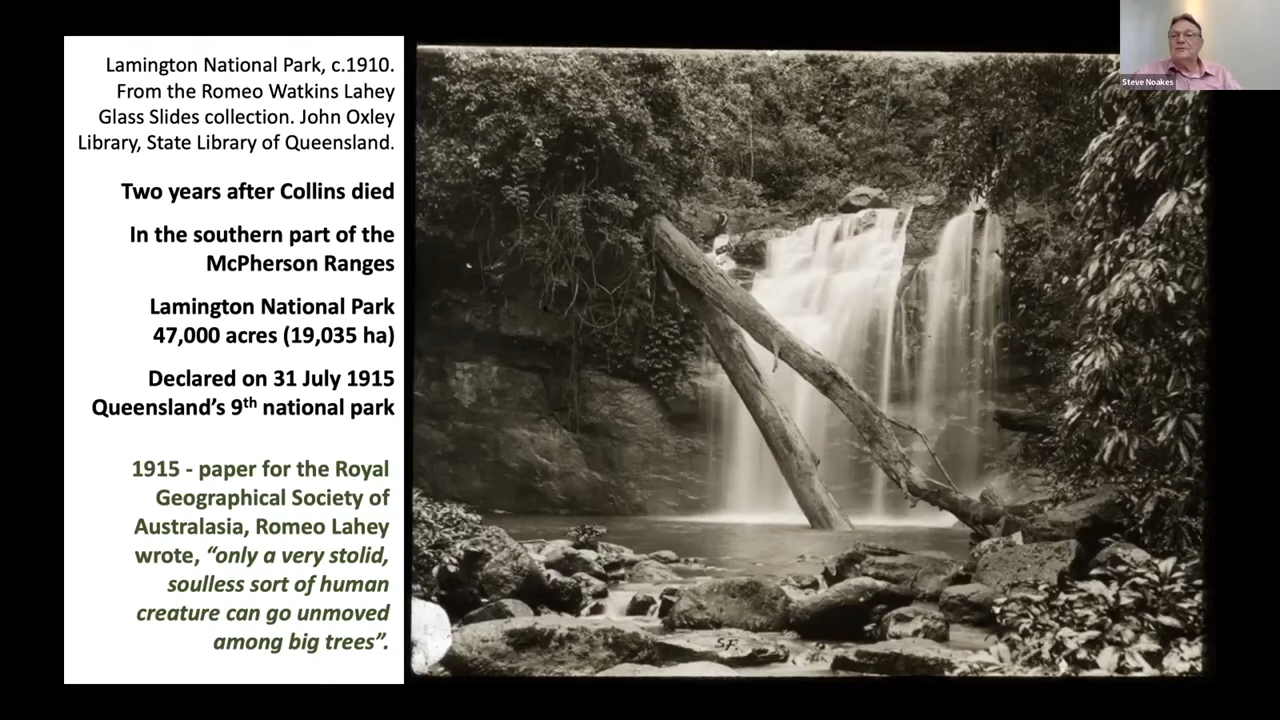 Lamington National Park, c.1910.
From the Romeo Watkins Lahey
Glass Slides collection. John Oxley
Library, State Library of Queensland.
Two years after Collins died
In the southern part of the
McPherson Ranges
Lamington National Park
47,000 acres (19,035 ha)
Declared on 31 July 1915
Queensland’s 9th national park
1915 - paper for the Royal
Geographical Society of
Australasia, Romeo Lahey
wrote, “only a very stolid,
soulless sort of human
creature can go unmoved
among big trees”.
Steve Noakes
S.F.